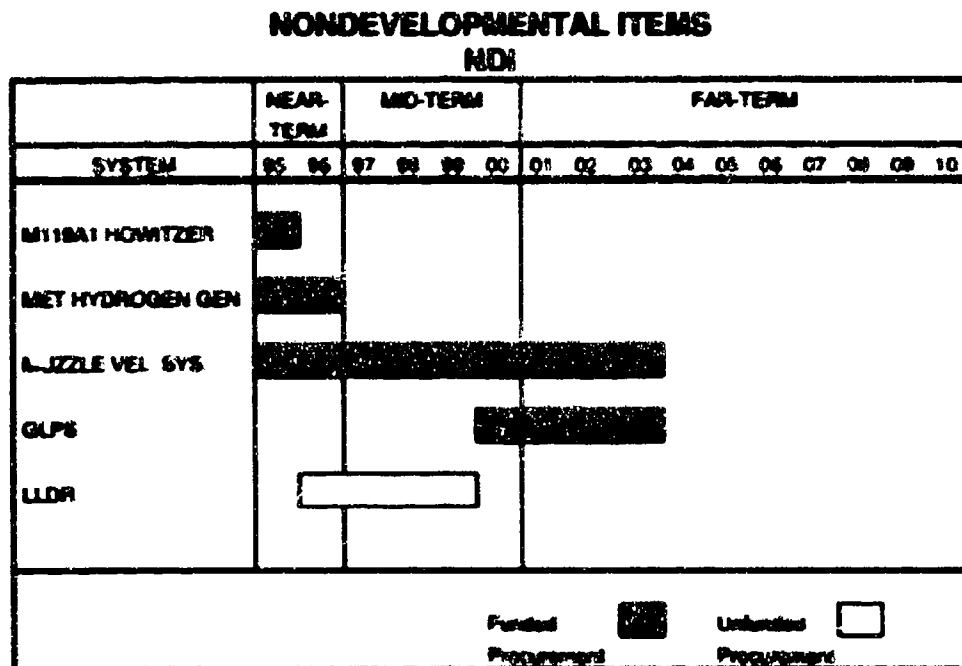 NONDEVELOPMENTAL ITEMS
NDI
NEAR-TERM MID-TERM FAR-TERM
SYSTEM 95 96 97 98 99 00 01 02 03 04 05 06 07 08 09 10
M119A1 HOWITZER
MET HYDROGEN GEN
MUZZLE VEL SYS
GLPS
LLDR
Funded Unfunded
Procurement Procurement